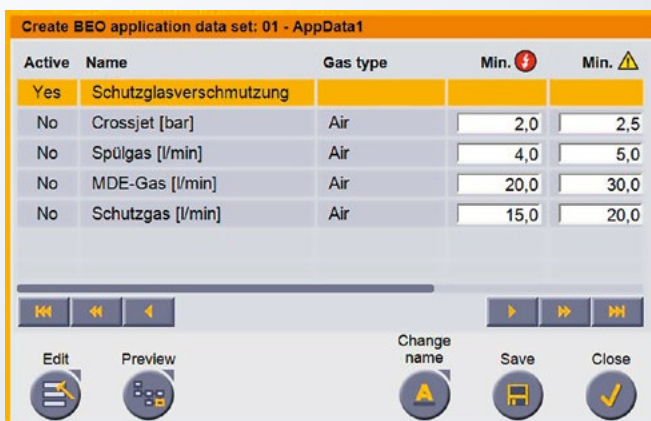 Create BEO application data set: 01 - AppData1
Active Name Gas type Min. Min.
Yes Schutzglasverschmutzung
No Crossjet [bar] Air 2,0 2,5
No Spülgas [l/min] Air 4,0 5,0
No MDE-Gas [l/min] Air 20,0 30,0
No Schutzgas [l/min] Air 15,0 20,0
Edit Preview Change name Save Close
A